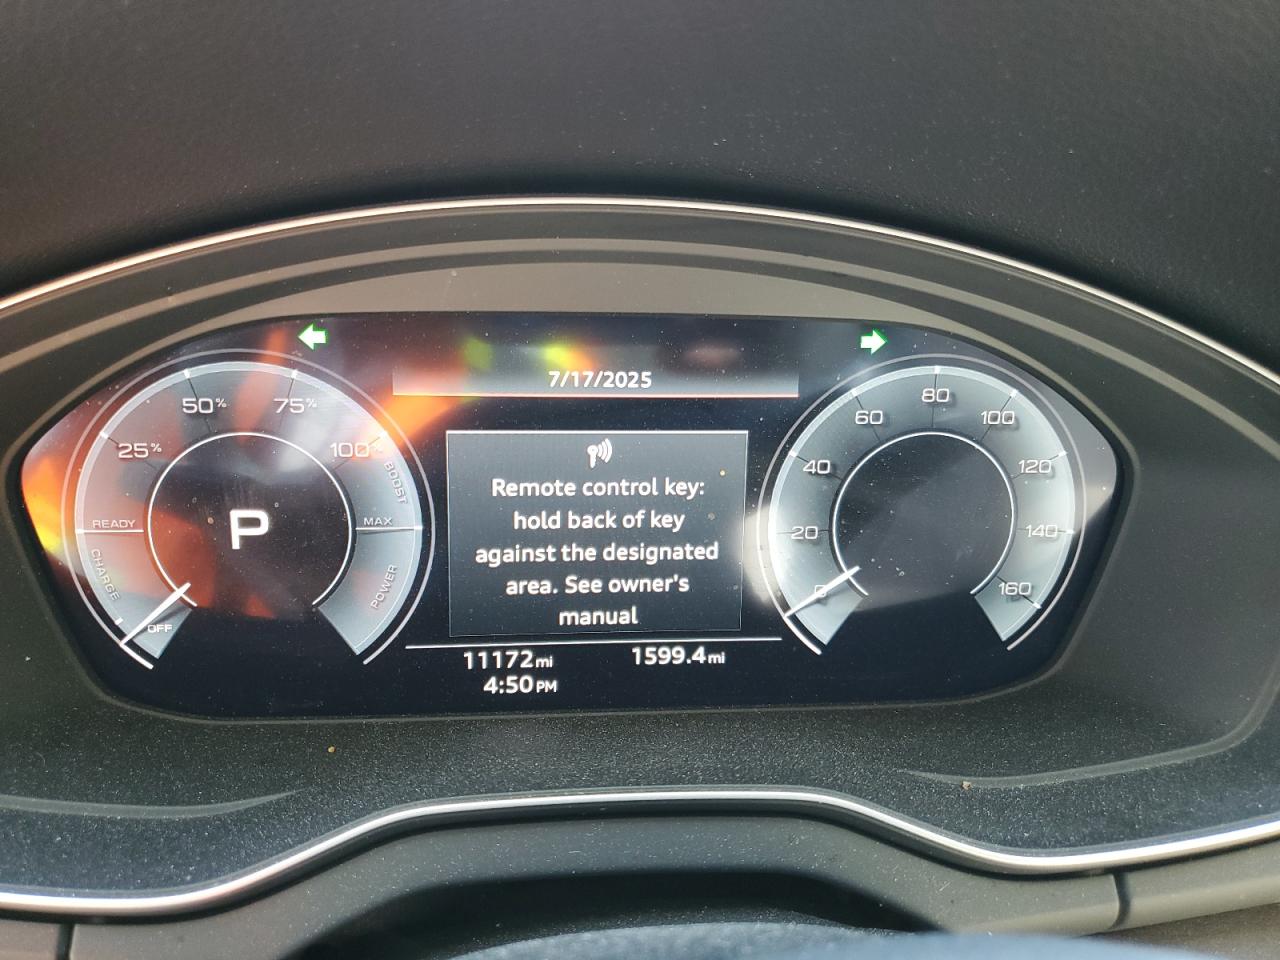 7/17/2025
25%
50%
75%
100%
BOOST
READY
MAX
CHARGE
POWER
OFF
P
Remote control key:
hold back of key
against the designated
area. See owner's
manual
0
20
40
60
80
100
120
140
160
11172mi
1599.4mi
4:50PM